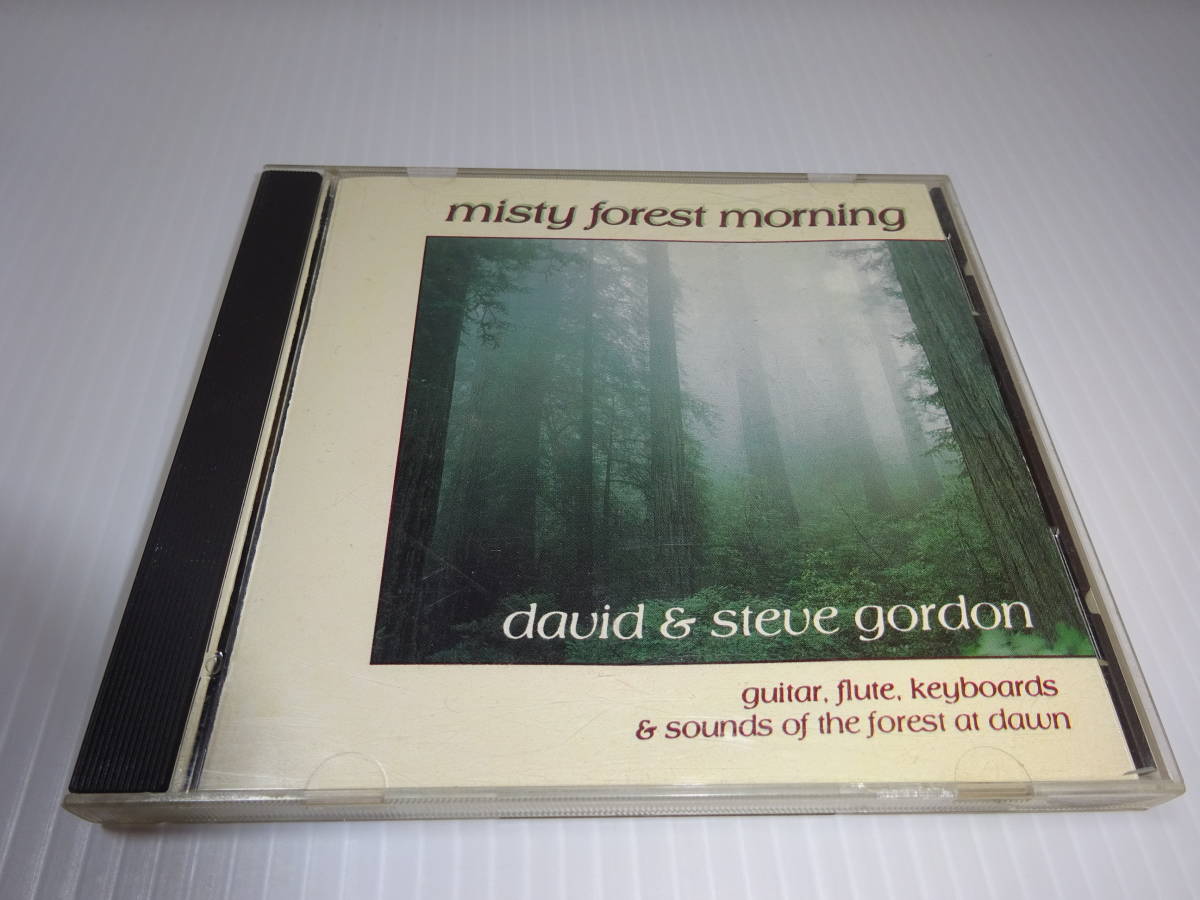 misty forest morning
david & steve gordon
guitar, flute, keyboards
& sounds of the forest at dawn